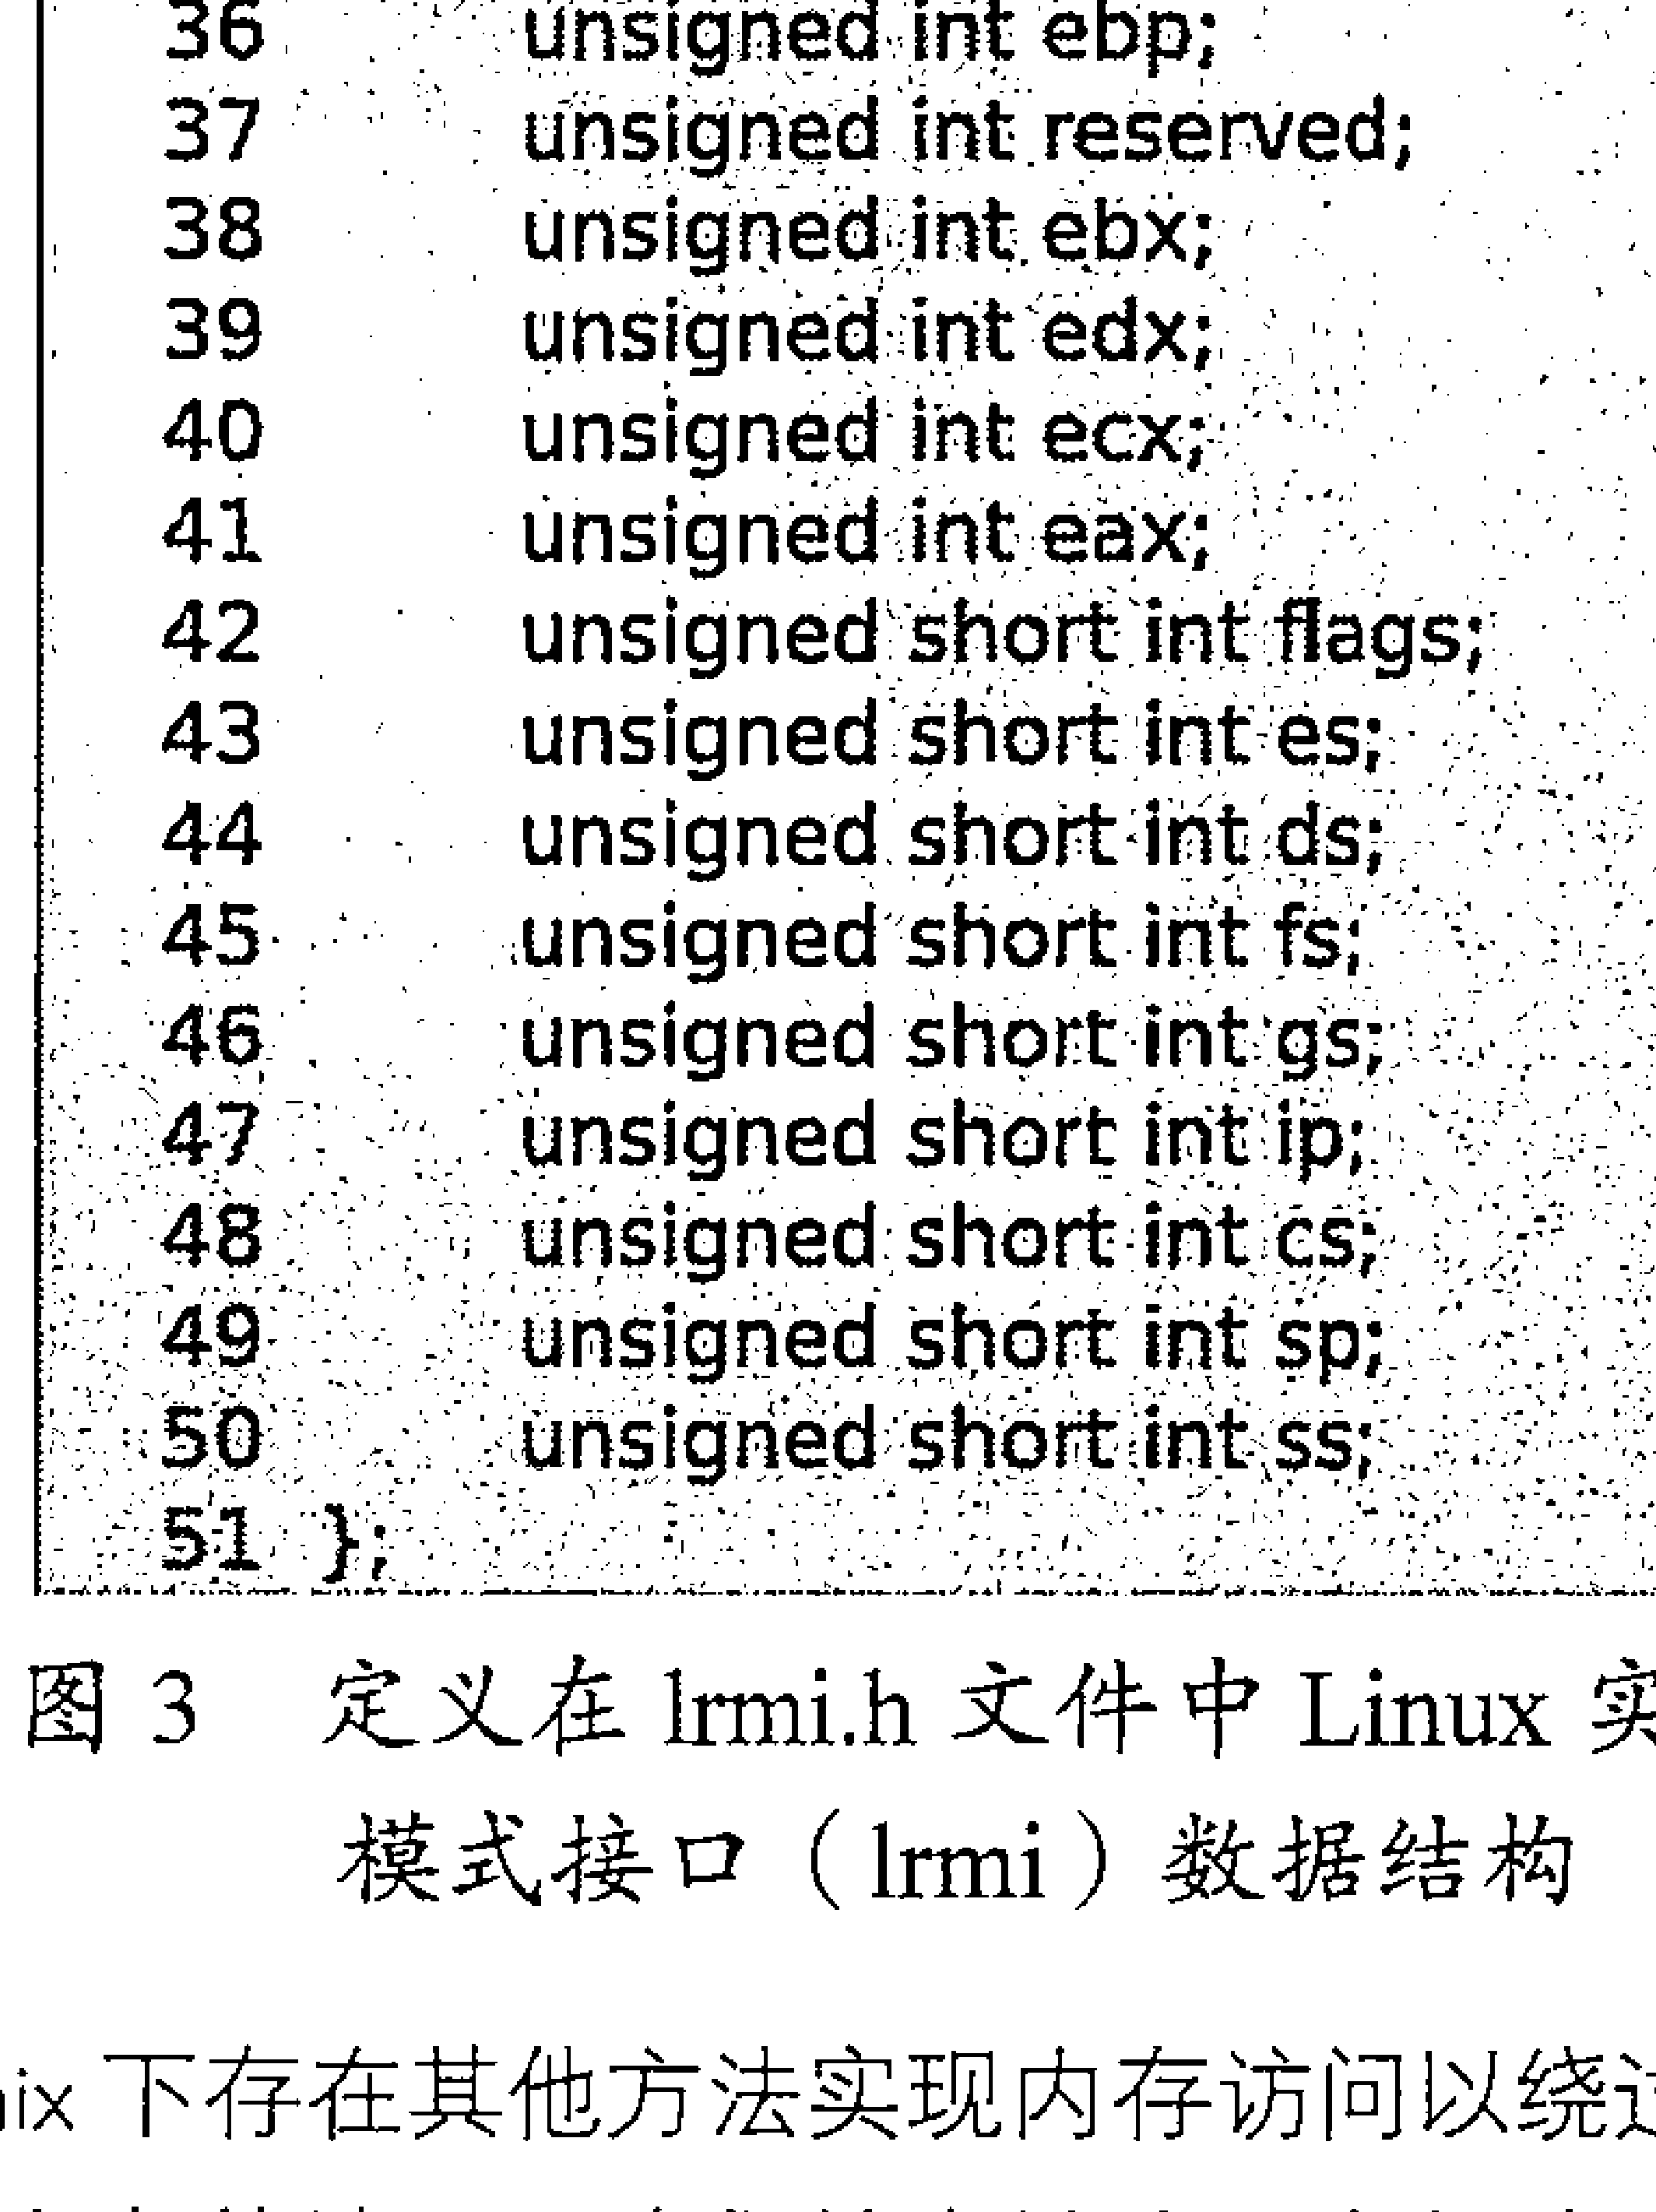 36 unsigned int ebp;
37 unsigned int reserved;
38 unsigned int ebx;
39 unsigned int edx;
40 unsigned int ecx;
41 unsigned int eax;
42 unsigned short int flags;
43 unsigned short int es;
44 unsigned short int ds;
45 unsigned short int fs;
46 unsigned short int gs;
47 unsigned short int ip;
48 unsigned short int cs;
49 unsigned short int sp;
50 unsigned short int ss;
51 };
图 3 定义在 lrmi.h 文件中 Linux 实
模式接口（lrmi）数据结构
ix 下存在其他方法实现内存访问以绕过